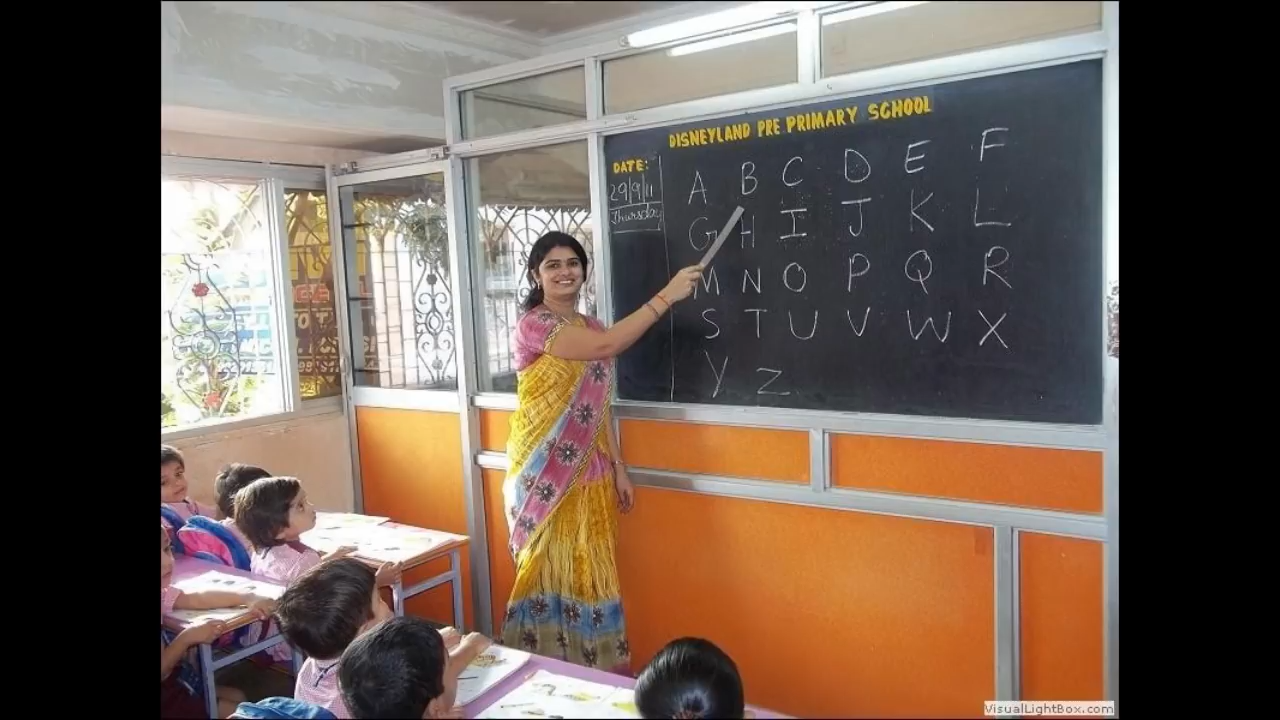 DISNEYLAND PRE PRIMARY SCHOOL
DATE:
29/9/11
Thursday
A B C D E F
G H I J K L
M N O P Q R
S T U V W X
Y Z
VisualLightBox.com